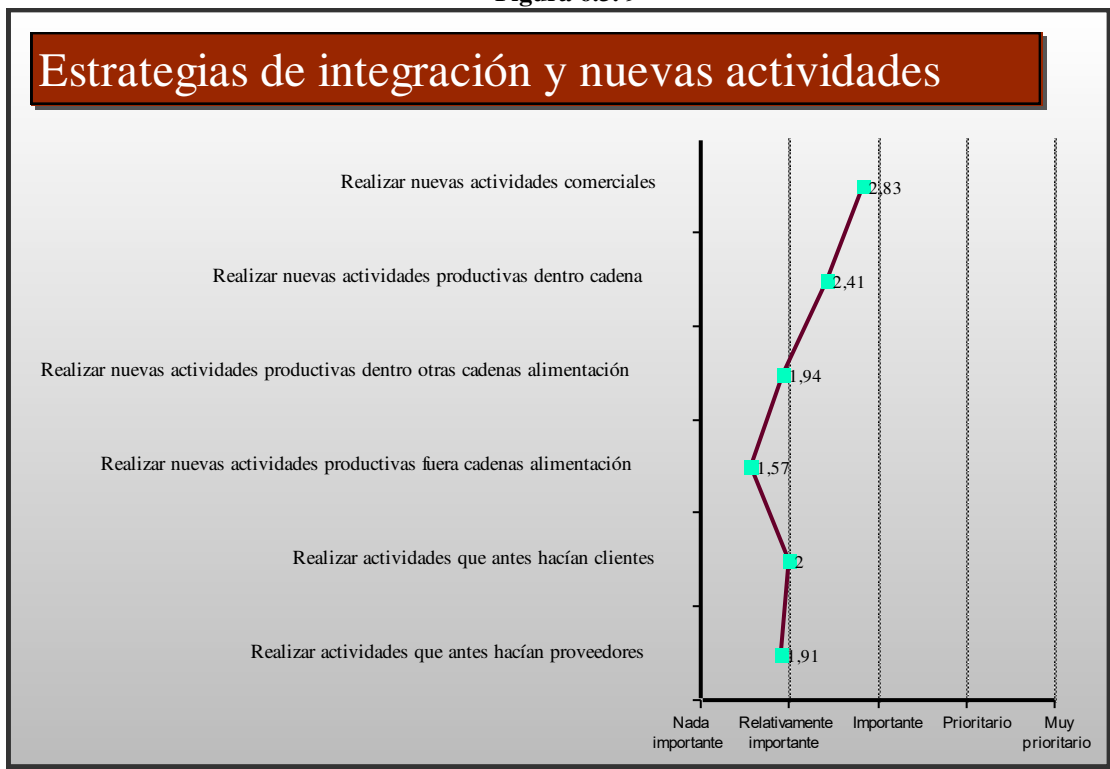 Estrategias de integración y nuevas actividades
Realizar nuevas actividades comerciales
2,83
Realizar nuevas actividades productivas dentro cadena
2,41
Realizar nuevas actividades productivas dentro otras cadenas alimentación
1,94
Realizar nuevas actividades productivas fuera cadenas alimentación
1,57
Realizar actividades que antes hacían clientes
2
Realizar actividades que antes hacían proveedores
1,91
Nada importante
Relativamente importante
Importante
Prioritario
Muy prioritario